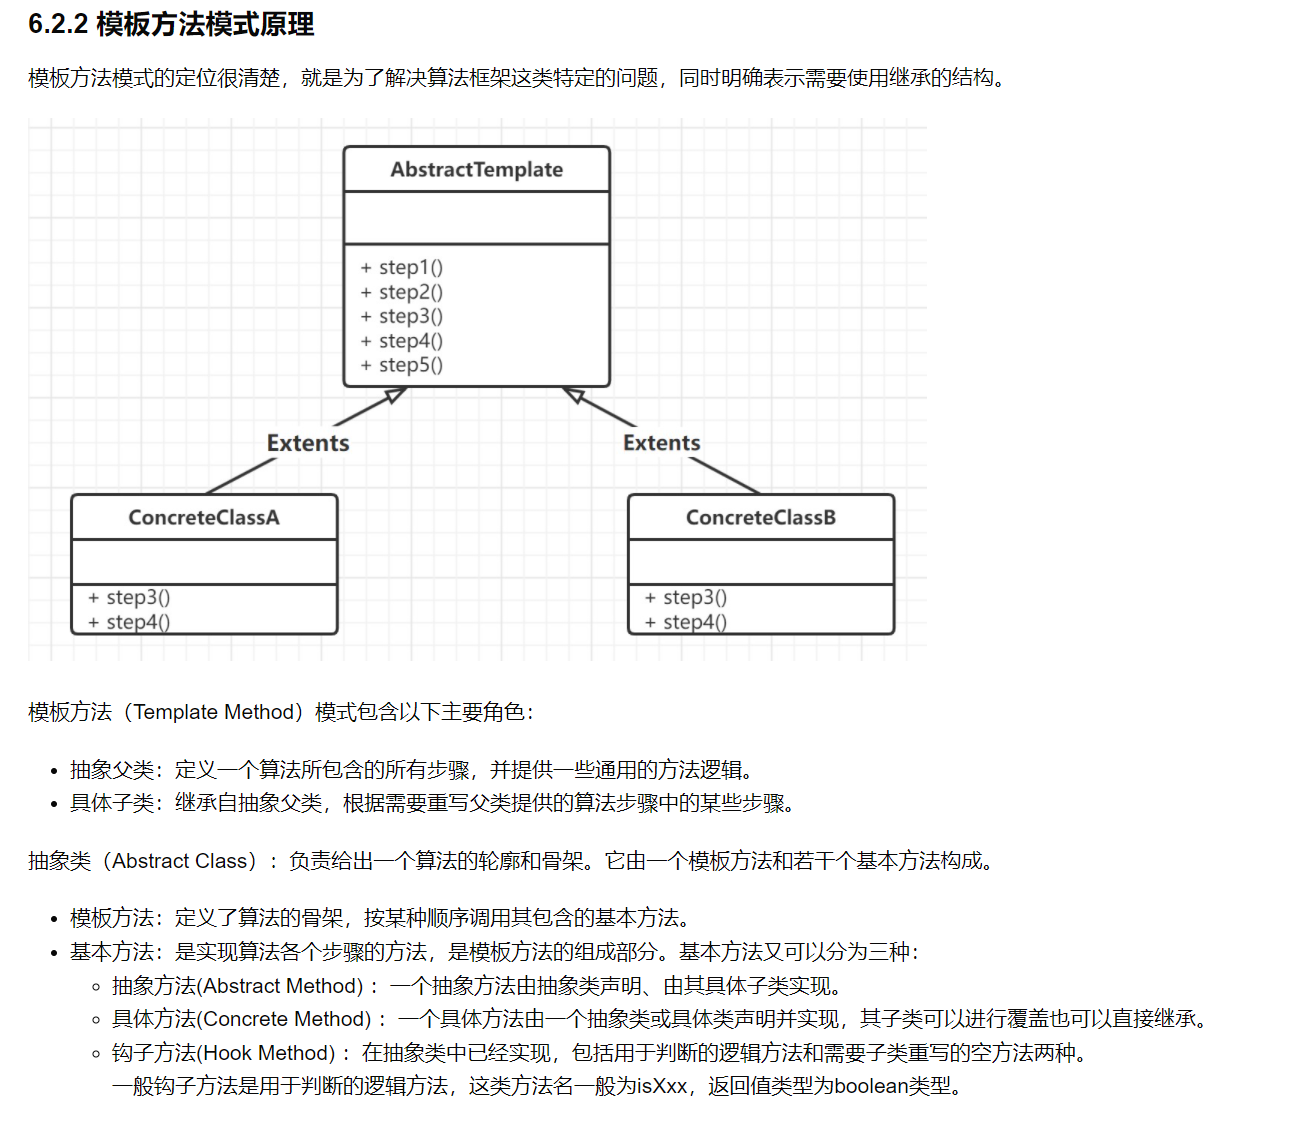 6.2.2 模板方法模式原理
模板方法模式的定位很清楚，就是为了解决算法框架这类特定的问题，同时明确表示需要使用继承的结构。
AbstractTemplate
+ step1()
+ step2()
+ step3()
+ step4()
+ step5()
Extents
Extents
ConcreteClassA
+ step3()
+ step4()
ConcreteClassB
+ step3()
+ step4()
模板方法（Template Method）模式包含以下主要角色：
• 抽象父类：定义一个算法所包含的所有步骤，并提供一些通用的方法逻辑。
• 具体子类：继承自抽象父类，根据需要重写父类提供的算法步骤中的某些步骤。
抽象类（Abstract Class）：负责给出一个算法的轮廓和骨架。它由一个模板方法和若干个基本方法构成。
• 模板方法：定义了算法的骨架，按某种顺序调用其包含的基本方法。
• 基本方法：是实现算法各个步骤的方法，是模板方法的组成部分。基本方法又可以分为三种：
◦ 抽象方法(Abstract Method) ：一个抽象方法由抽象类声明、由其具体子类实现。
◦ 具体方法(Concrete Method) ：一个具体方法由一个抽象类或具体类声明并实现，其子类可以进行覆盖也可以直接继承。
◦ 钩子方法(Hook Method) ：在抽象类中已经实现，包括用于判断的逻辑方法和需要子类重写的空方法两种。
一般钩子方法是用于判断的逻辑方法，这类方法名一般为isXxx，返回值类型为boolean类型。